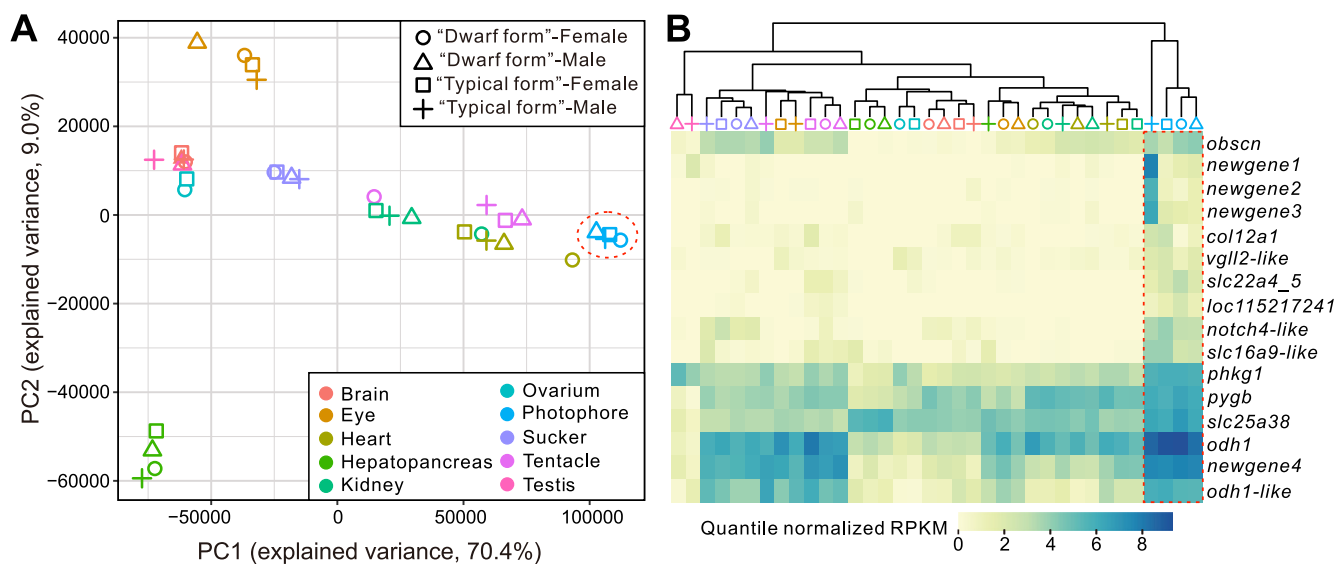 A
PC2 (explained variance, 9.0%)
40000
20000
0
−20000
−40000
−60000
"Dwarf form"-Female
"Dwarf form"-Male
"Typical form"-Female
"Typical form"-Male
Brain
Eye
Heart
Hepatopancreas
Kidney
Ovarium
Photophore
Sucker
Tentacle
Testis
−50000
0
50000
100000
PC1 (explained variance, 70.4%)
B
obscn
newgene1
newgene2
newgene3
col12a1
vgll2-like
slc22a4_5
loc115217241
notch4-like
slc16a9-like
phkg1
pygb
slc25a38
odh1
newgene4
odh1-like
Quantile normalized RPKM
0 2 4 6 8